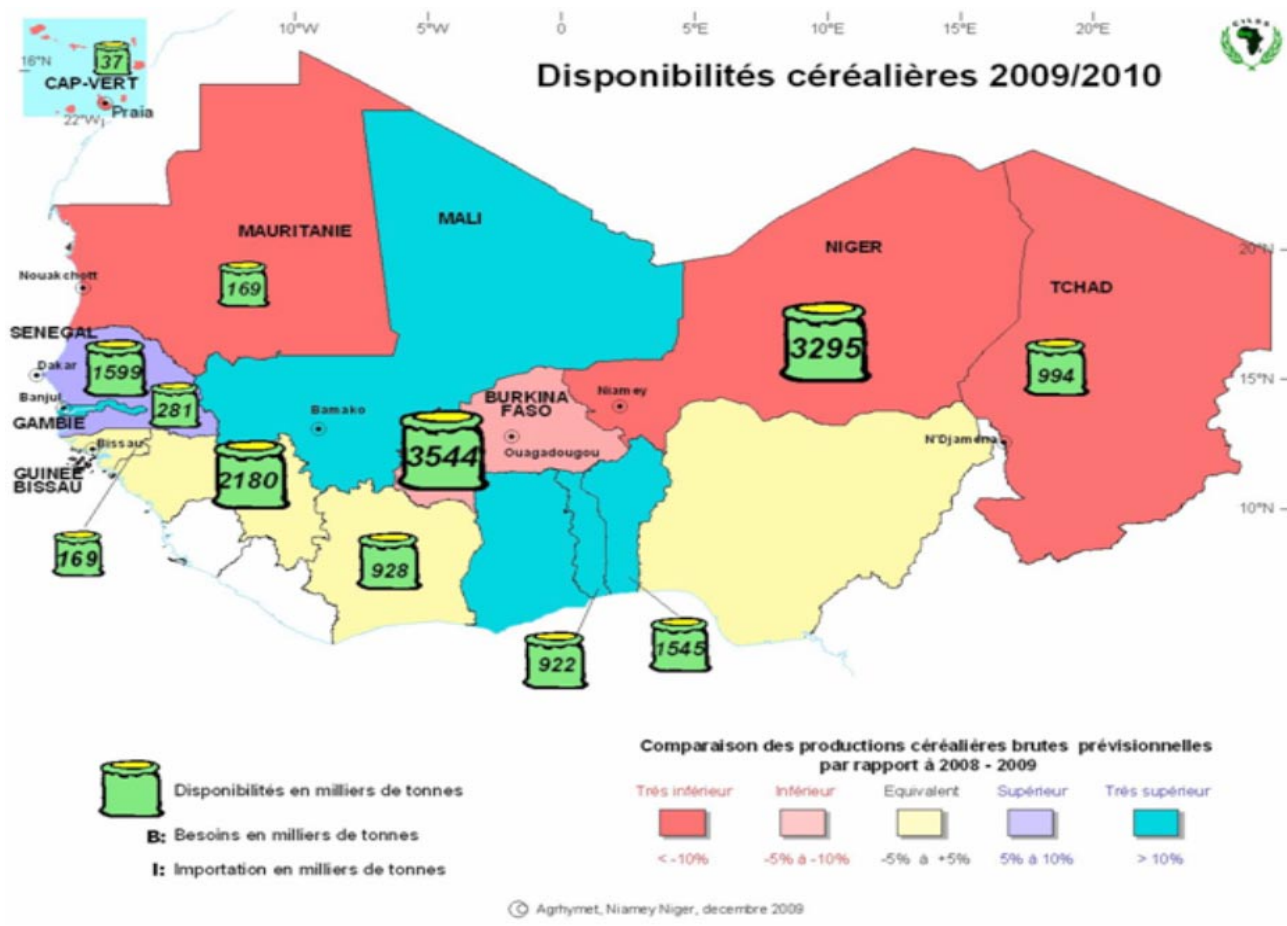 10°W
5°W
0°
5°E
10°E
15°E
20°E
CILSS
Disponibilités céréalières 2009/2010
37
16°N
CAP-VERT
Praia
22°W
MALI
MAURITANIE
NIGER
20°N
Nouakchott
169
TCHAD
SENEGAL
3295
Dakar
1599
994
15°N
Banjul
281
BURKINA
FASO
Niamey
Bamako
GAMBIE
Bissau
3544
Ouagadougou
N'Djamena
GUINEE
BISSAU
2180
10°N
169
928
922
1545
Comparaison des productions céréalières brutes prévisionnelles
par rapport à 2008 - 2009
Disponibilités en milliers de tonnes
Trés inférieur
Inférieur
Equivalent
Supérieur
Trés supérieur
B: Besoins en milliers de tonnes
< -10%
-5% à -10%
-5% à +5%
5% à 10%
> 10%
I: Importation en milliers de tonnes
© Agrhymet, Niamey Niger, decembre 2009